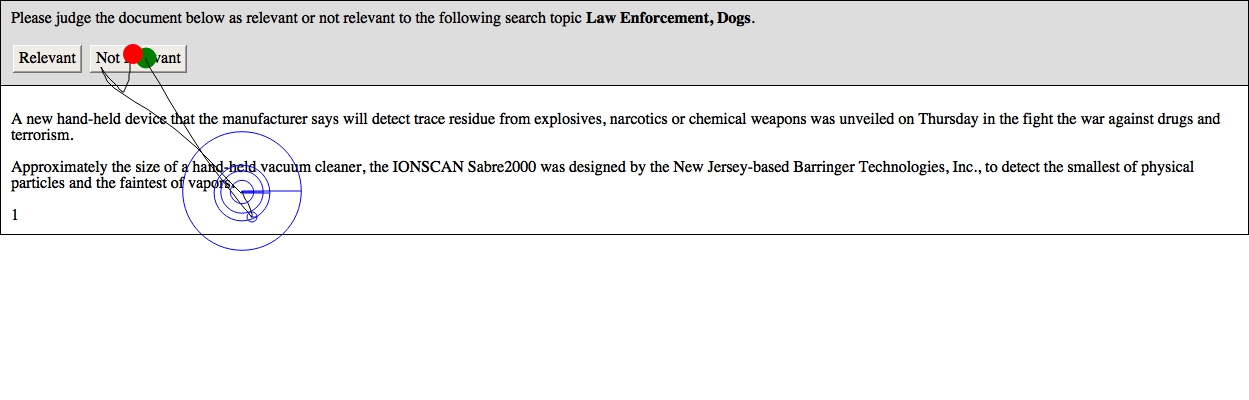 Please judge the document below as relevant or not relevant to the following search topic Law Enforcement, Dogs.
Relevant Not vant
A new hand-held device that the manufacturer says will detect trace residue from explosives, narcotics or chemical weapons was unveiled on Thursday in the fight the war against drugs and
terrorism.
Approximately the size of a hand-held vacuum cleaner, the IONSCAN Sabre2000 was designed by the New Jersey-based Barringer Technologies, Inc., to detect the smallest of physical
particles and the faintest of vapors.
1